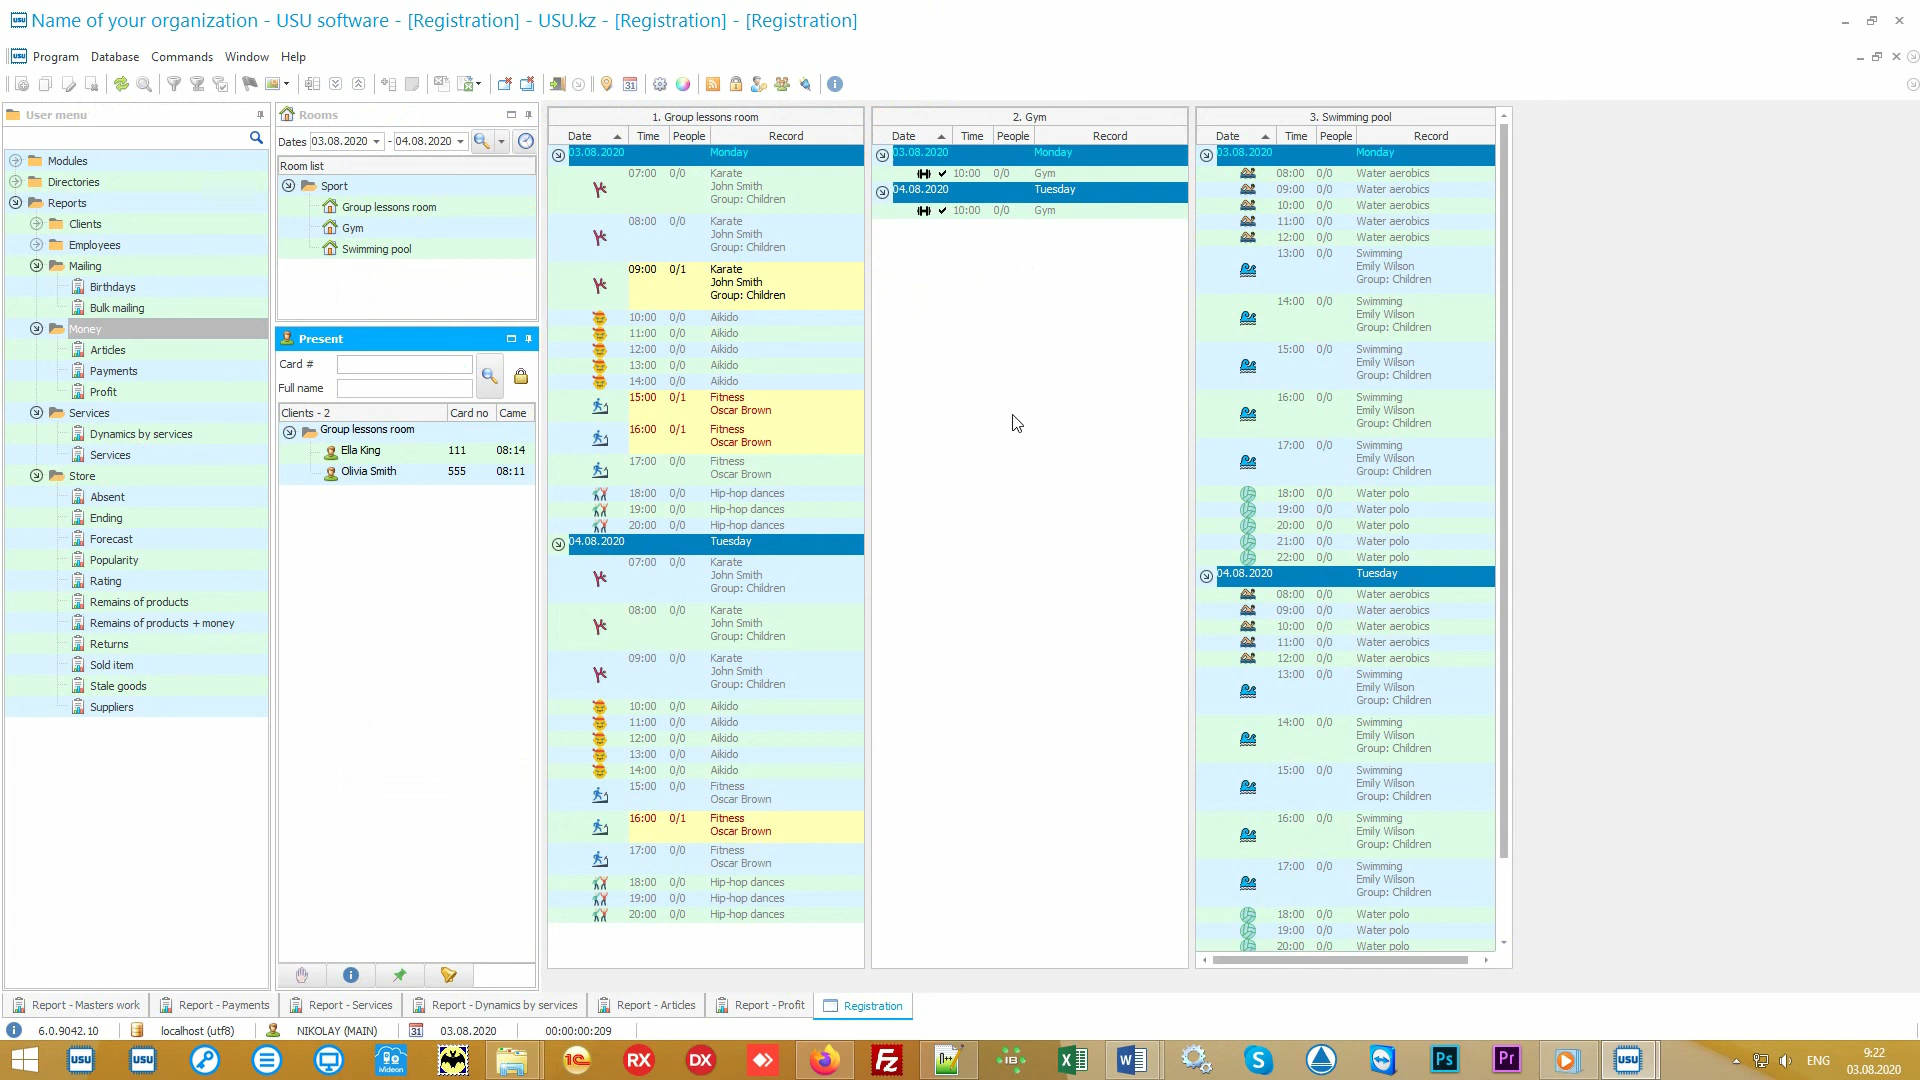 Name of your organization - USU software - [Registration] - USU.kz - [Registration] - [Registration]
Program Database Commands Window Help
User menu
Modules
Directories
Reports
Clients
Employees
Mailing
Birthdays
Bulk mailing
Money
Articles
Payments
Profit
Services
Dynamics by services
Services
Store
Absent
Ending
Forecast
Popularity
Rating
Remains of products
Remains of products + money
Returns
Sold item
Stale goods
Suppliers
Rooms
Dates 03.08.2020 - 04.08.2020
Room list
Sport
Group lessons room
Gym
Swimming pool
Present
Card #
Full name
Clients - 2 Card no Came
Group lessons room
Ella King 111 08:14
Olivia Smith 555 08:11
1. Group lessons room
Date Time People Record
03.08.2020 Monday
07:00 0/0 Karate
John Smith
Group: Children
08:00 0/0 Karate
John Smith
Group: Children
09:00 0/1 Karate
John Smith
Group: Children
10:00 0/0 Aikido
11:00 0/0 Aikido
12:00 0/0 Aikido
13:00 0/0 Aikido
14:00 0/0 Aikido
15:00 0/1 Fitness
Oscar Brown
16:00 0/1 Fitness
Oscar Brown
17:00 0/0 Fitness
Oscar Brown
18:00 0/0 Hip-hop dances
19:00 0/0 Hip-hop dances
20:00 0/0 Hip-hop dances
04.08.2020 Tuesday
07:00 0/0 Karate
John Smith
Group: Children
08:00 0/0 Karate
John Smith
Group: Children
09:00 0/0 Karate
John Smith
Group: Children
10:00 0/0 Aikido
11:00 0/0 Aikido
12:00 0/0 Aikido
13:00 0/0 Aikido
14:00 0/0 Aikido
15:00 0/0 Fitness
Oscar Brown
16:00 0/1 Fitness
Oscar Brown
17:00 0/0 Fitness
Oscar Brown
18:00 0/0 Hip-hop dances
19:00 0/0 Hip-hop dances
20:00 0/0 Hip-hop dances
2. Gym
Date Time People Record
03.08.2020 Monday
10:00 0/0 Gym
04.08.2020 Tuesday
10:00 0/0 Gym
3. Swimming pool
Date Time People Record
03.08.2020 Monday
08:00 0/0 Water aerobics
09:00 0/0 Water aerobics
10:00 0/0 Water aerobics
11:00 0/0 Water aerobics
12:00 0/0 Water aerobics
13:00 0/0 Swimming
Emily Wilson
Group: Children
14:00 0/0 Swimming
Emily Wilson
Group: Children
15:00 0/0 Swimming
Emily Wilson
Group: Children
16:00 0/0 Swimming
Emily Wilson
Group: Children
17:00 0/0 Swimming
Emily Wilson
Group: Children
18:00 0/0 Water polo
19:00 0/0 Water polo
20:00 0/0 Water polo
21:00 0/0 Water polo
22:00 0/0 Water polo
04.08.2020 Tuesday
08:00 0/0 Water aerobics
09:00 0/0 Water aerobics
10:00 0/0 Water aerobics
11:00 0/0 Water aerobics
12:00 0/0 Water aerobics
13:00 0/0 Swimming
Emily Wilson
Group: Children
14:00 0/0 Swimming
Emily Wilson
Group: Children
15:00 0/0 Swimming
Emily Wilson
Group: Children
16:00 0/0 Swimming
Emily Wilson
Group: Children
17:00 0/0 Swimming
Emily Wilson
Group: Children
18:00 0/0 Water polo
19:00 0/0 Water polo
20:00 0/0 Water polo
Report - Masters work Report - Payments Report - Services Report - Dynamics by services Report - Articles Report - Profit Registration
6.0.9042.10 localhost (utf8) NIKOLAY (MAIN) 31 03.08.2020 00:00:00:209
USU USU iVideon 1C RX DX FZ IB Ps Pr USU ENG 9:22
03.08.2020